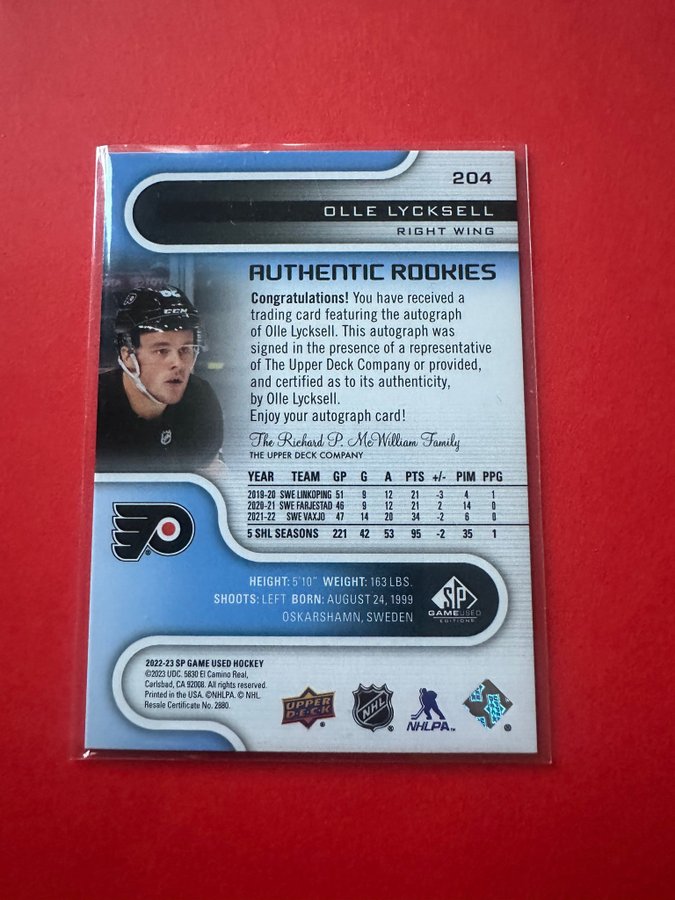 204
OLLE LYCKSELL
RIGHT WING
AUTHENTIC ROOKIES
Congratulations! You have received a
trading card featuring the autograph
of Olle Lycksell. This autograph was
signed in the presence of a representative
of The Upper Deck Company or provided,
and certified as to its authenticity,
by Olle Lycksell.
Enjoy your autograph card!
The Richard P. McWilliam Family
THE UPPER DECK COMPANY
YEAR TEAM GP G A PTS +/- PIM PPG
2019-20 SWE LINKOPING 51 9 12 21 -3 4 1
2020-21 SWE FARJESTAD 46 9 12 21 2 14 0
2021-22 SWE VAXJO 47 14 20 34 -2 6 0
5 SHL SEASONS 221 42 53 95 -2 35 1
CCM
HEIGHT: 5'10" WEIGHT: 163 LBS.
SHOOTS: LEFT BORN: AUGUST 24, 1999
OSKARSHAMN, SWEDEN
SP
GAME USED
EDITIONS
2022-23 SP GAME USED HOCKEY
©2023 UDC. 5830 El Camino Real,
Carlsbad, CA 92008. All rights reserved.
Printed in the USA. ©NHLPA. © NHL.
Resale Certificate No. 2880.
UPPER
DECK
NHL
NHLPA™